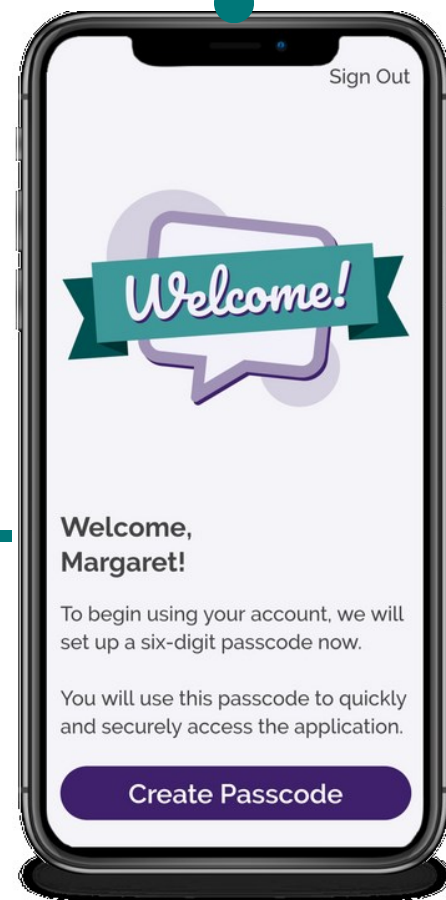 Sign Out
Welcome!
Welcome,
Margaret!
To begin using your account, we will
set up a six-digit passcode now.
You will use this passcode to quickly
and securely access the application.
Create Passcode